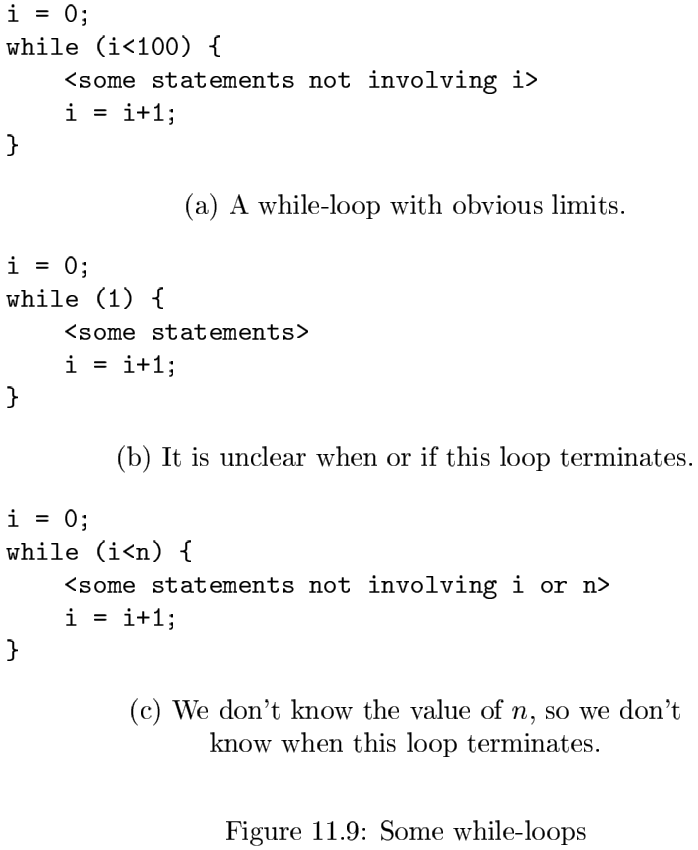 i = 0;
while (i<100) {
    <some statements not involving i>
    i = i+1;
}
(a) A while-loop with obvious limits.
i = 0;
while (1) {
    <some statements>
    i = i+1;
}
(b) It is unclear when or if this loop terminates.
i = 0;
while (i<n) {
    <some statements not involving i or n>
    i = i+1;
}
(c) We don't know the value of n, so we don't
know when this loop terminates.
Figure 11.9: Some while-loops